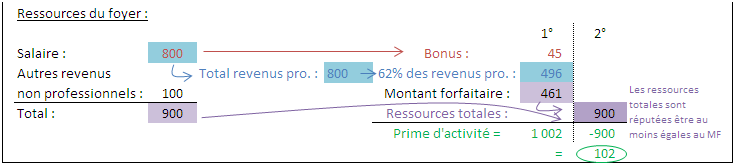 Ressources du foyer :
1° 2°
Salaire : 800 Bonus : 45
Autres revenus Total revenus pro. : 800 62% des revenus pro. : 496
non professionnels : 100 Montant forfaitaire : 461
Total : 900 Ressources totales : 900
Prime d'activité = 1 002 -900
= 102
Les ressources
totales sont
réputées être au
moins égales au MF